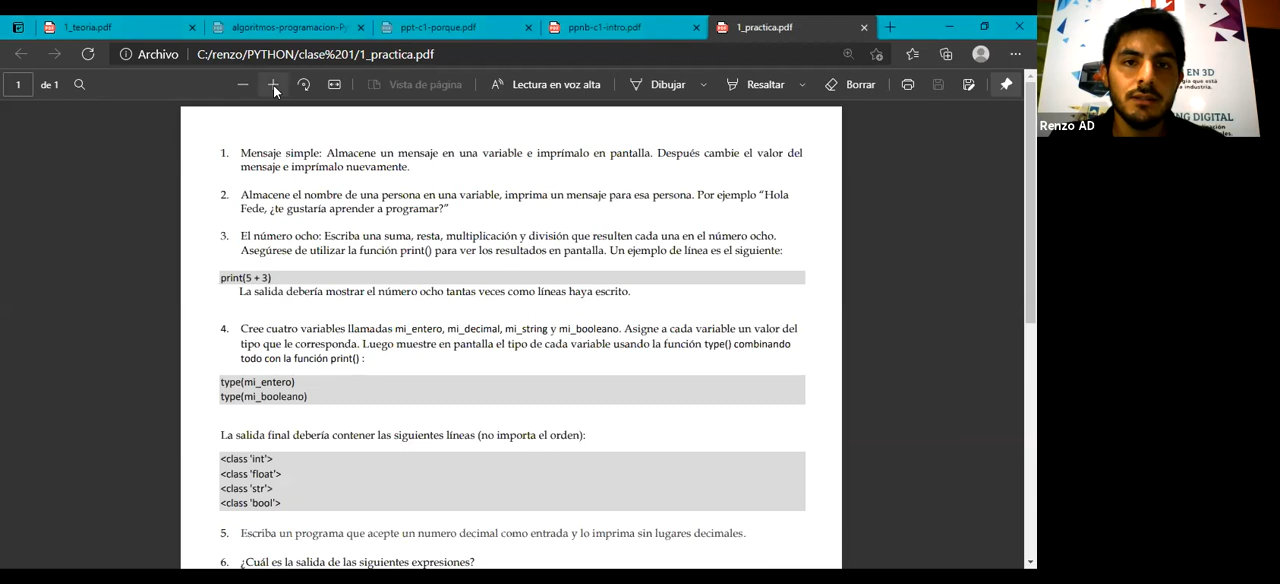 1_teoria.pdf
algoritmos-programacion-Py
ppt-c1-porque.pdf
ppnb-c1-intro.pdf
1_practica.pdf
Archivo
C:/renzo/PYTHON/clase%201/1_practica.pdf
1 de 1
Vista de página
Lectura en voz alta
Dibujar
Resaltar
Borrar
EN 3D
DIGITAL
Renzo AD
1. Mensaje simple: Almacene un mensaje en una variable e imprímalo en pantalla. Después cambie el valor del
mensaje e imprímalo nuevamente.
2. Almacene el nombre de una persona en una variable, imprima un mensaje para esa persona. Por ejemplo “Hola
Fede, ¿te gustaría aprender a programar?”
3. El número ocho: Escriba una suma, resta, multiplicación y división que resulten cada una en el número ocho.
Asegúrese de utilizar la función print() para ver los resultados en pantalla. Un ejemplo de línea es el siguiente:
print(5 + 3)
La salida debería mostrar el número ocho tantas veces como líneas haya escrito.
4. Cree cuatro variables llamadas mi_entero, mi_decimal, mi_string y mi_booleano. Asigne a cada variable un valor del
tipo que le corresponda. Luego muestre en pantalla el tipo de cada variable usando la función type() combinando
todo con la función print() :
type(mi_entero)
type(mi_booleano)
La salida final debería contener las siguientes líneas (no importa el orden):
<class 'int'>
<class 'float'>
<class 'str'>
<class 'bool'>
5. Escriba un programa que acepte un numero decimal como entrada y lo imprima sin lugares decimales.
6. ¿Cuál es la salida de las siguientes expresiones?